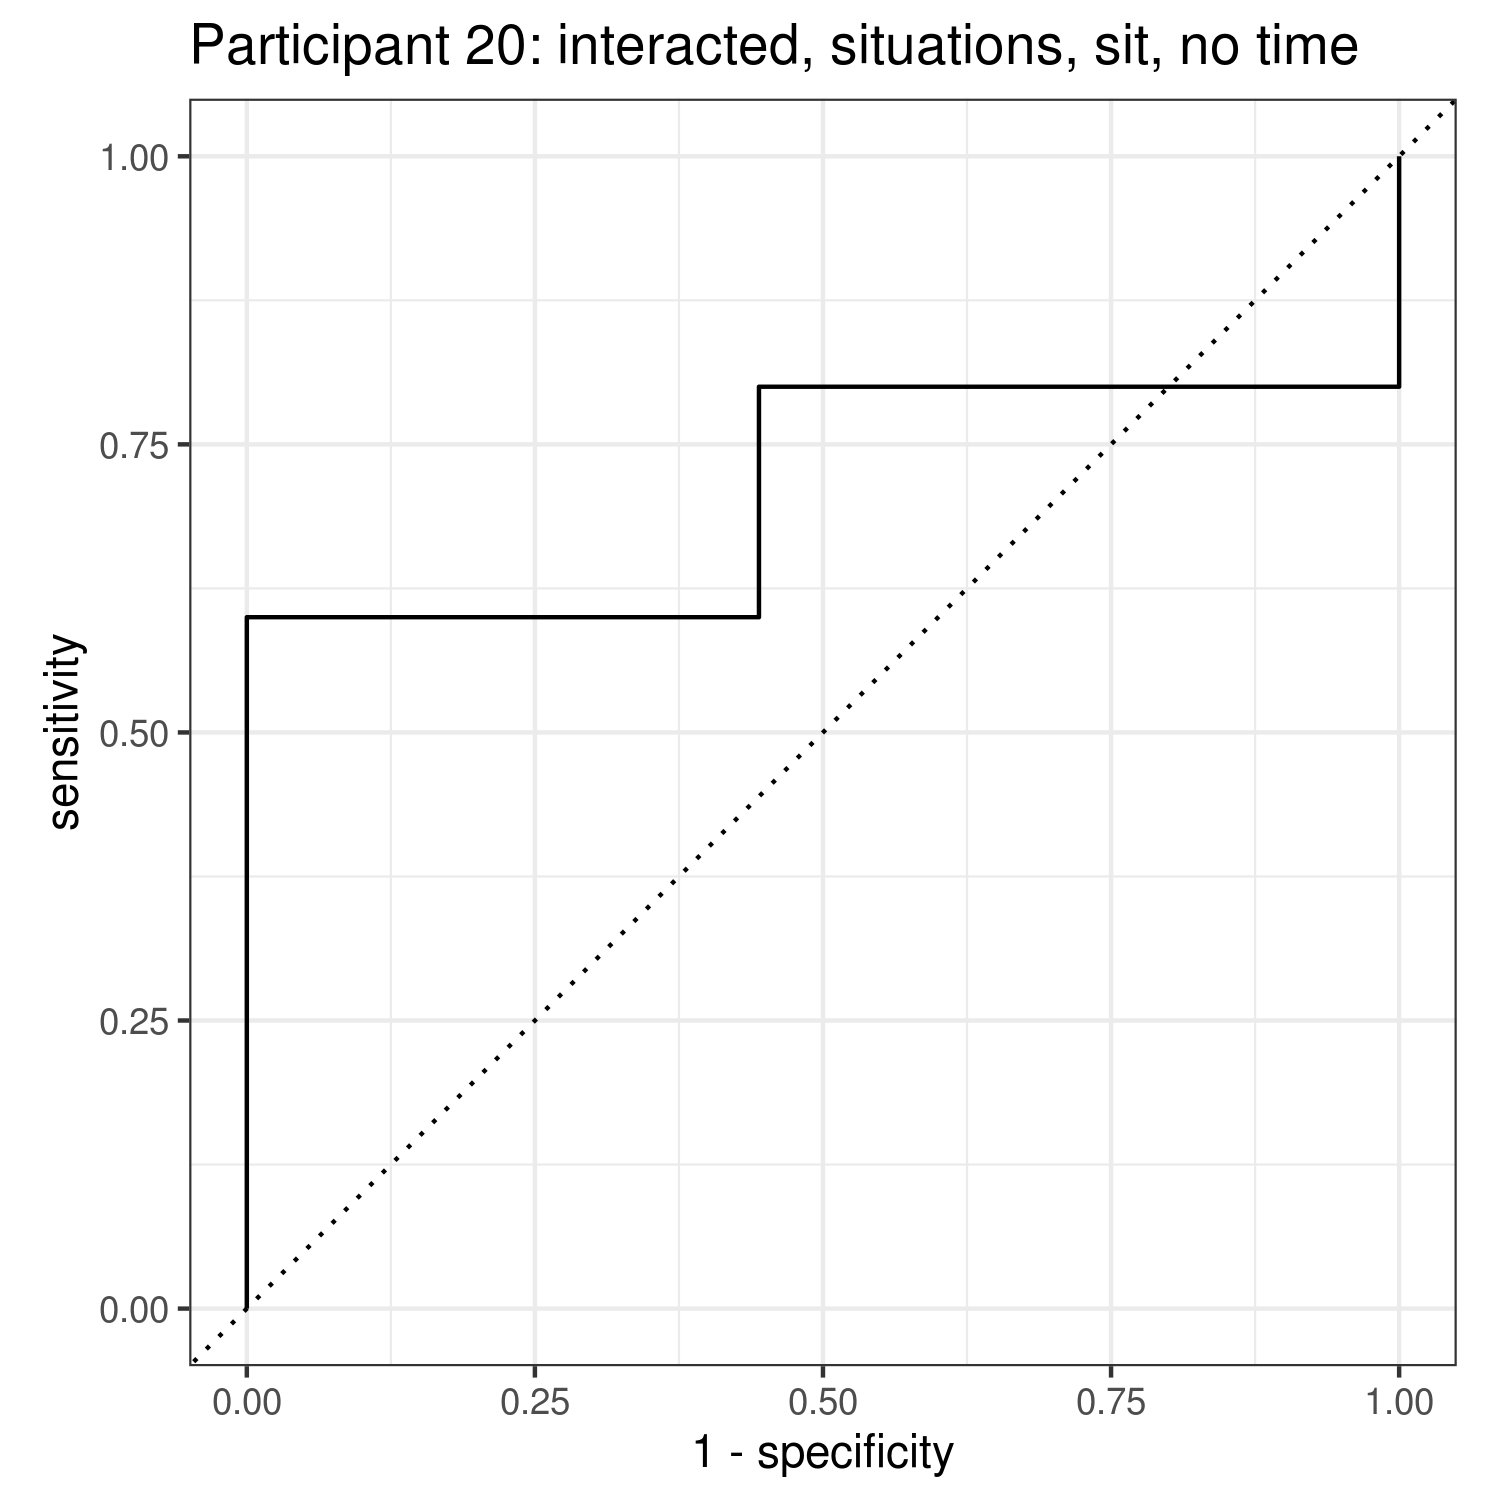 Participant 20: interacted, situations, sit, no time
1.00
0.75
0.50
0.25
0.00
sensitivity
0.00 0.25 0.50 0.75 1.00
1 - specificity